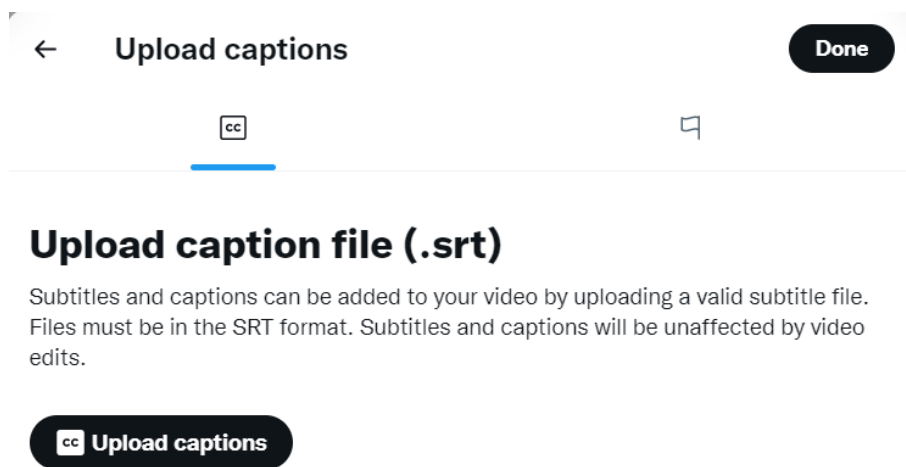 Upload captions
Done
CC
Upload caption file (.srt)
Subtitles and captions can be added to your video by uploading a valid subtitle file.
Files must be in the SRT format. Subtitles and captions will be unaffected by video
edits.
CC Upload captions